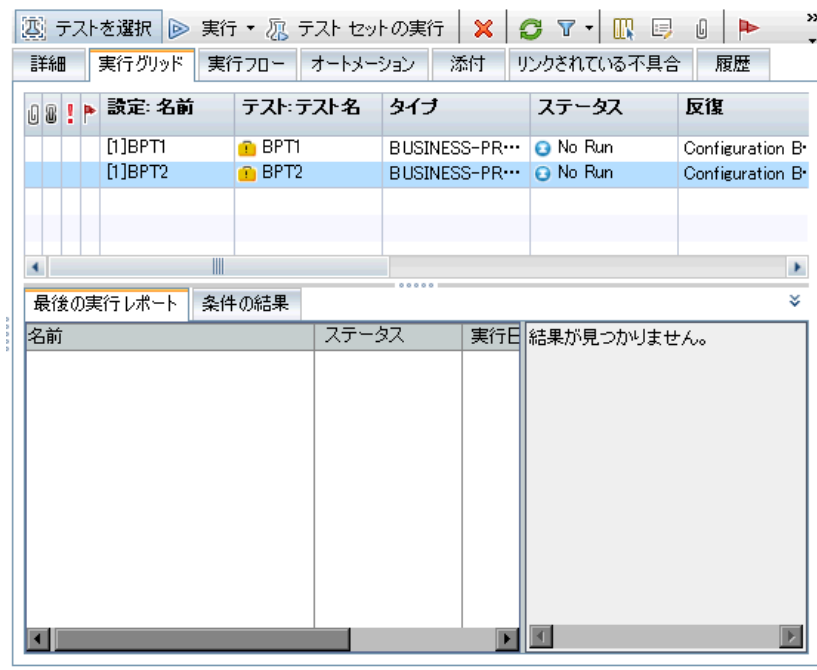 テストを選択 実行 テスト セットの実行 »
詳細 実行グリッド 実行フロー オートメーション 添付 リンクされている不具合 履歴
設定: 名前 テスト: テスト名 タイプ ステータス 反復
[1]BPT1 BPT1 BUSINESS-PR… No Run Configuration B
[1]BPT2 BPT2 BUSINESS-PR… No Run Configuration B
最後の実行レポート 条件の結果
名前 ステータス 実行日 結果が見つかりません。